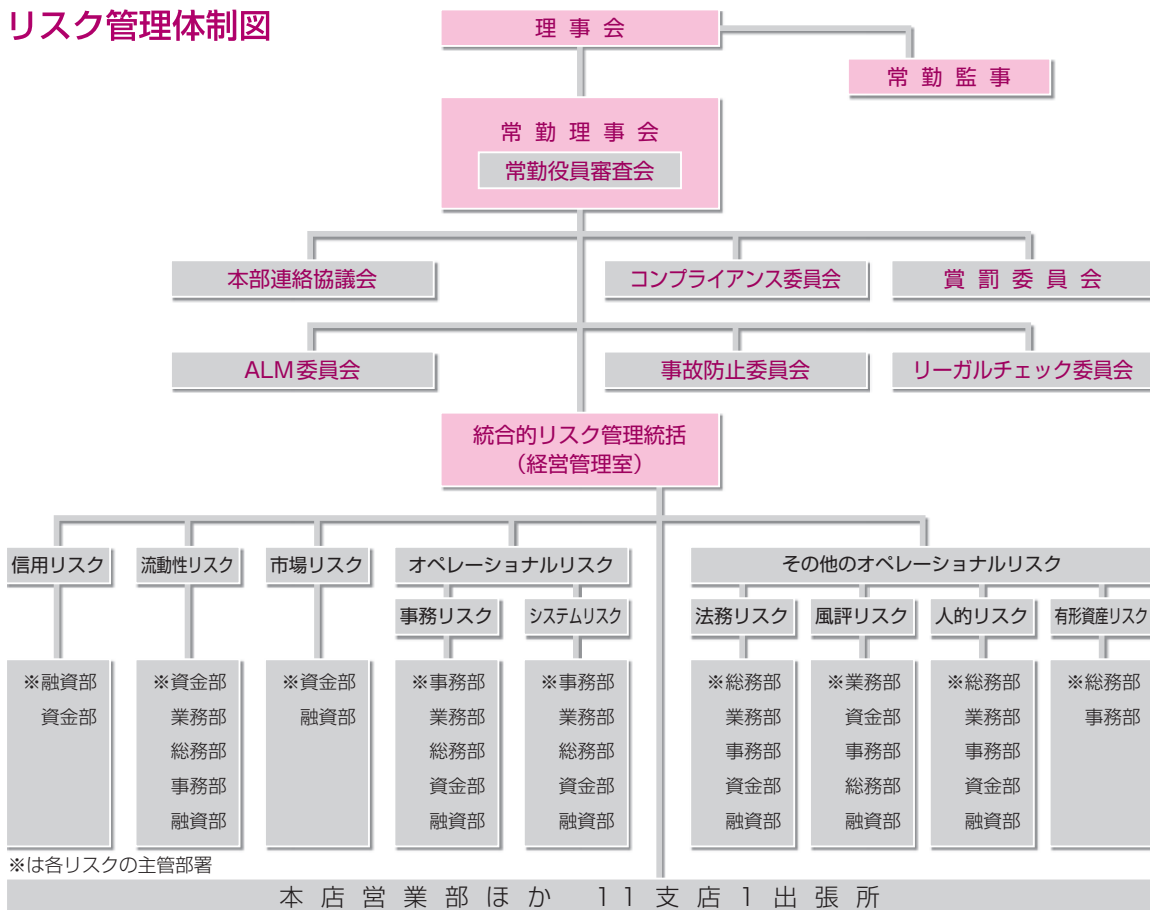 リスク管理体制図
理事会
常勤監事
常勤理事会
常勤役員審査会
本部連絡協議会
コンプライアンス委員会
賞罰委員会
ALM委員会
事故防止委員会
リーガルチェック委員会
統合的リスク管理統括
（経営管理室）
信用リスク
流動性リスク
市場リスク
オペレーショナルリスク
その他のオペレーショナルリスク
事務リスク
システムリスク
法務リスク
風評リスク
人的リスク
有形資産リスク
※融資部
資金部
※資金部
業務部
総務部
事務部
融資部
※資金部
融資部
※事務部
業務部
総務部
資金部
融資部
※事務部
業務部
総務部
資金部
融資部
※総務部
業務部
事務部
資金部
融資部
※業務部
資金部
事務部
総務部
融資部
※総務部
業務部
事務部
資金部
融資部
※総務部
事務部
※は各リスクの主管部署
本店営業部ほか 11支店1出張所